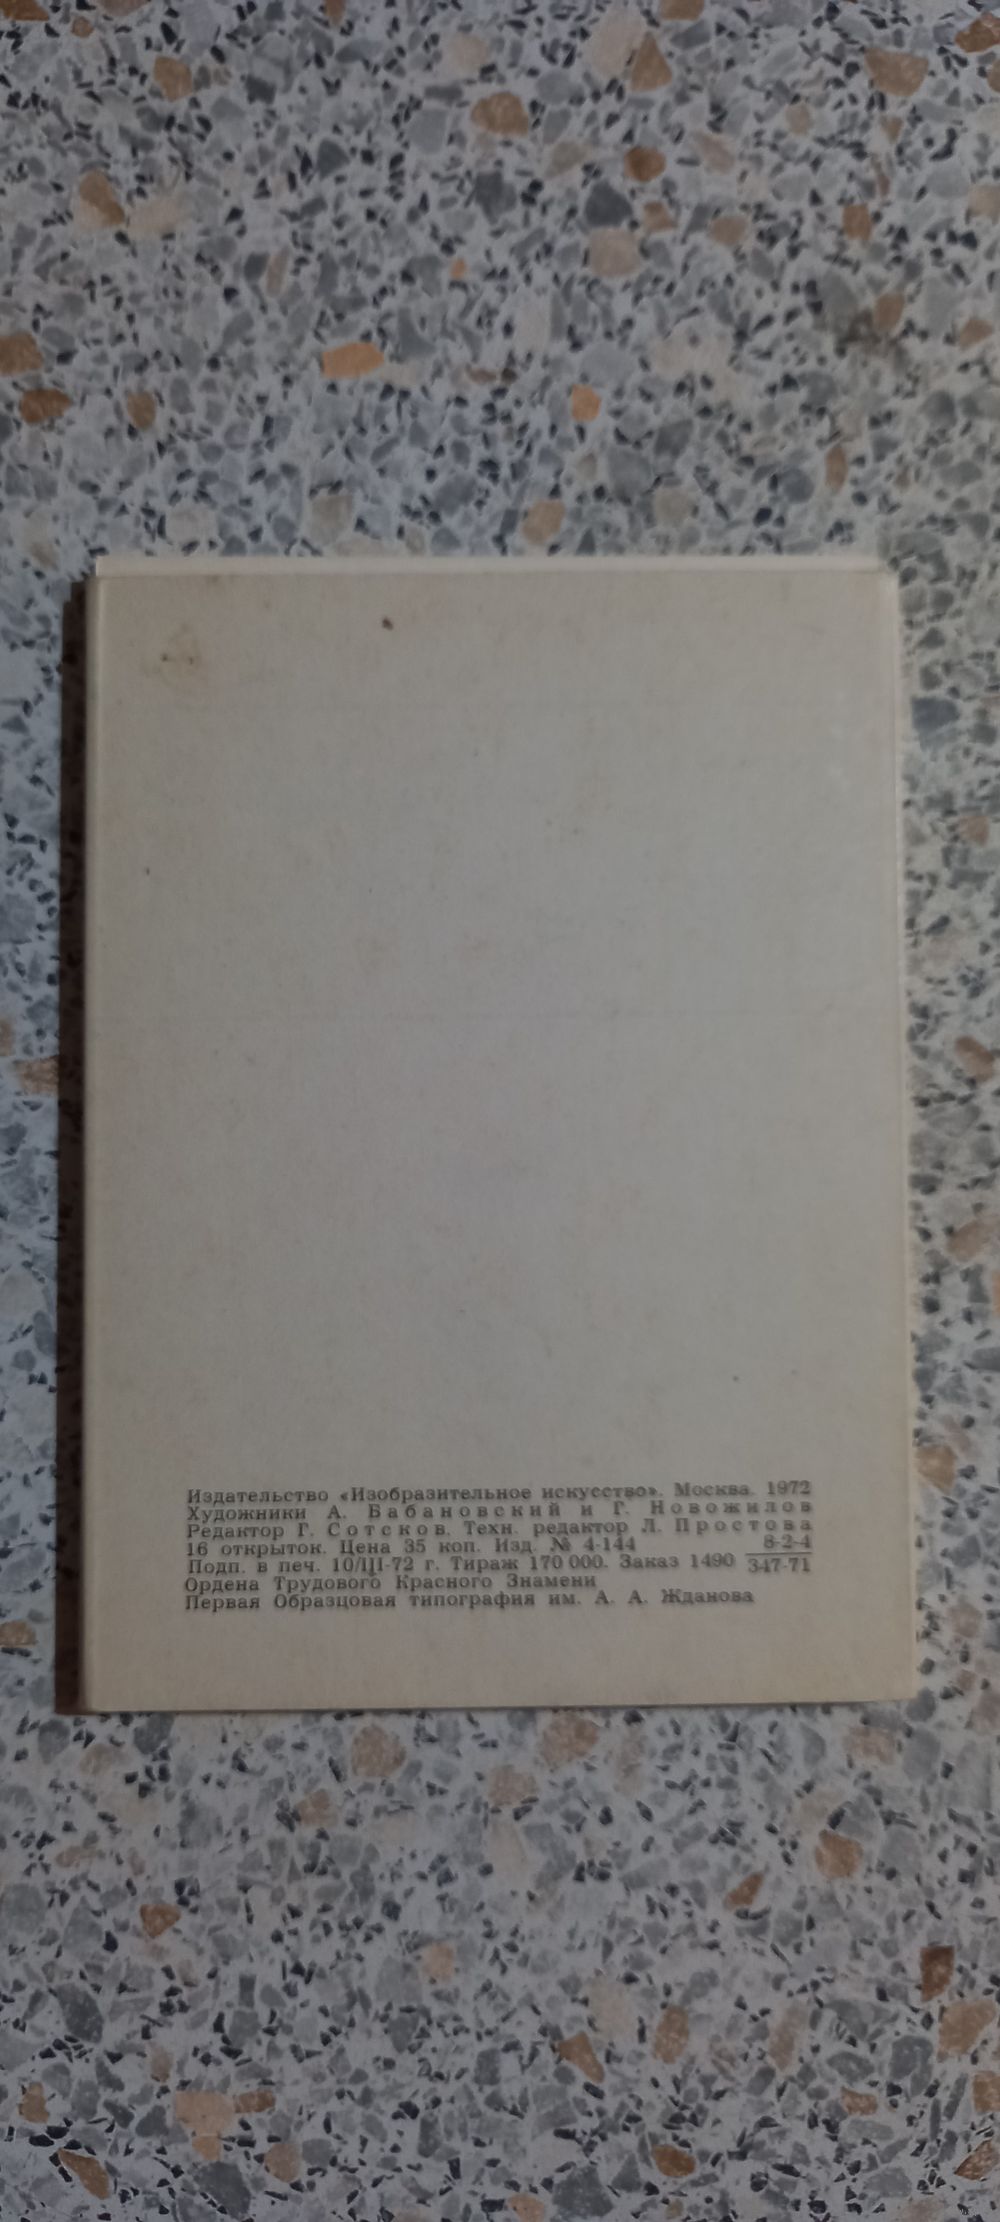 Издательство «Изобразительное искусство». Москва. 1972
Художники А. Бабановский и Г. Новожилов
Редактор Г. Сотсков. Техн. редактор Л. Простова
16 открыток. Цена 35 коп. Изд. № 4-144 8-2-4
Подп. в печ. 10/III-72 г. Тираж 170 000. Заказ 1490 347-71
Ордена Трудового Красного Знамени
Первая Образцовая типография им. А. А. Жданова